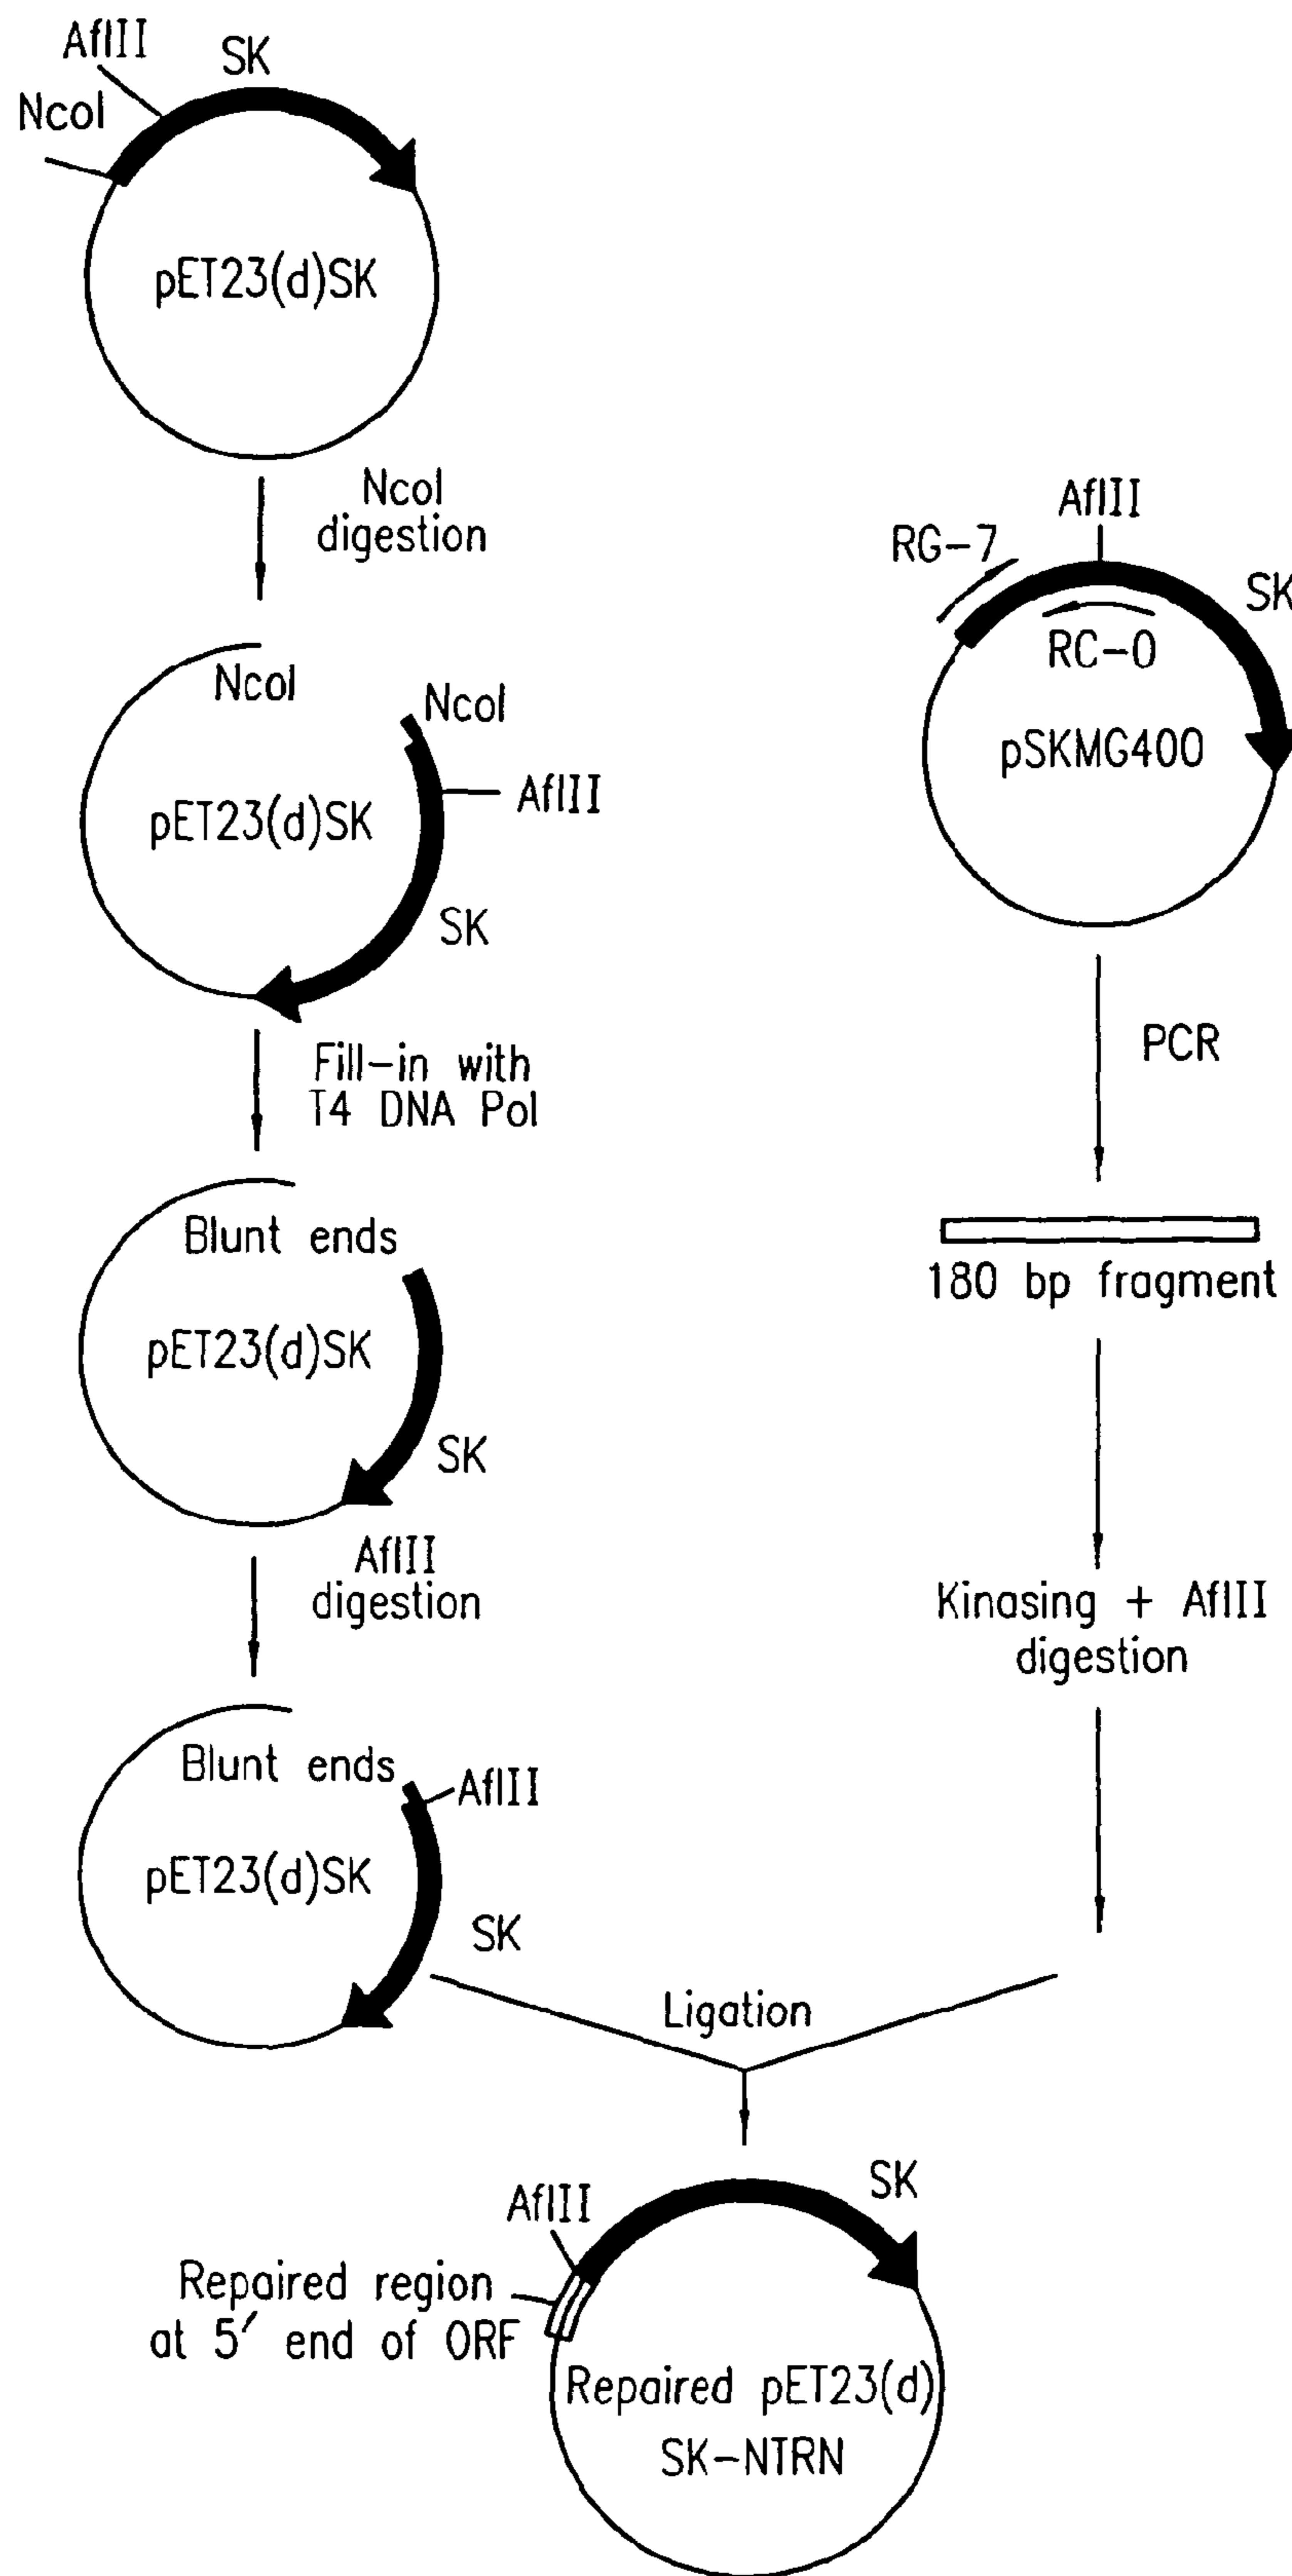 AflII
SK
NcoI
pET23(d)SK
NcoI
digestion
NcoI
NcoI
AflII
pET23(d)SK
SK
Fill-in with
T4 DNA Pol
Blunt ends
pET23(d)SK
SK
AflII
digestion
Blunt ends
AflII
pET23(d)SK
SK
AflII
RG-7
SK
RC-0
pSKMG400
PCR
180 bp fragment
Kinasing + AflII
digestion
Ligation
SK
AflII
Repaired region
at 5' end of ORF
Repaired pET23(d)
SK-NTRN